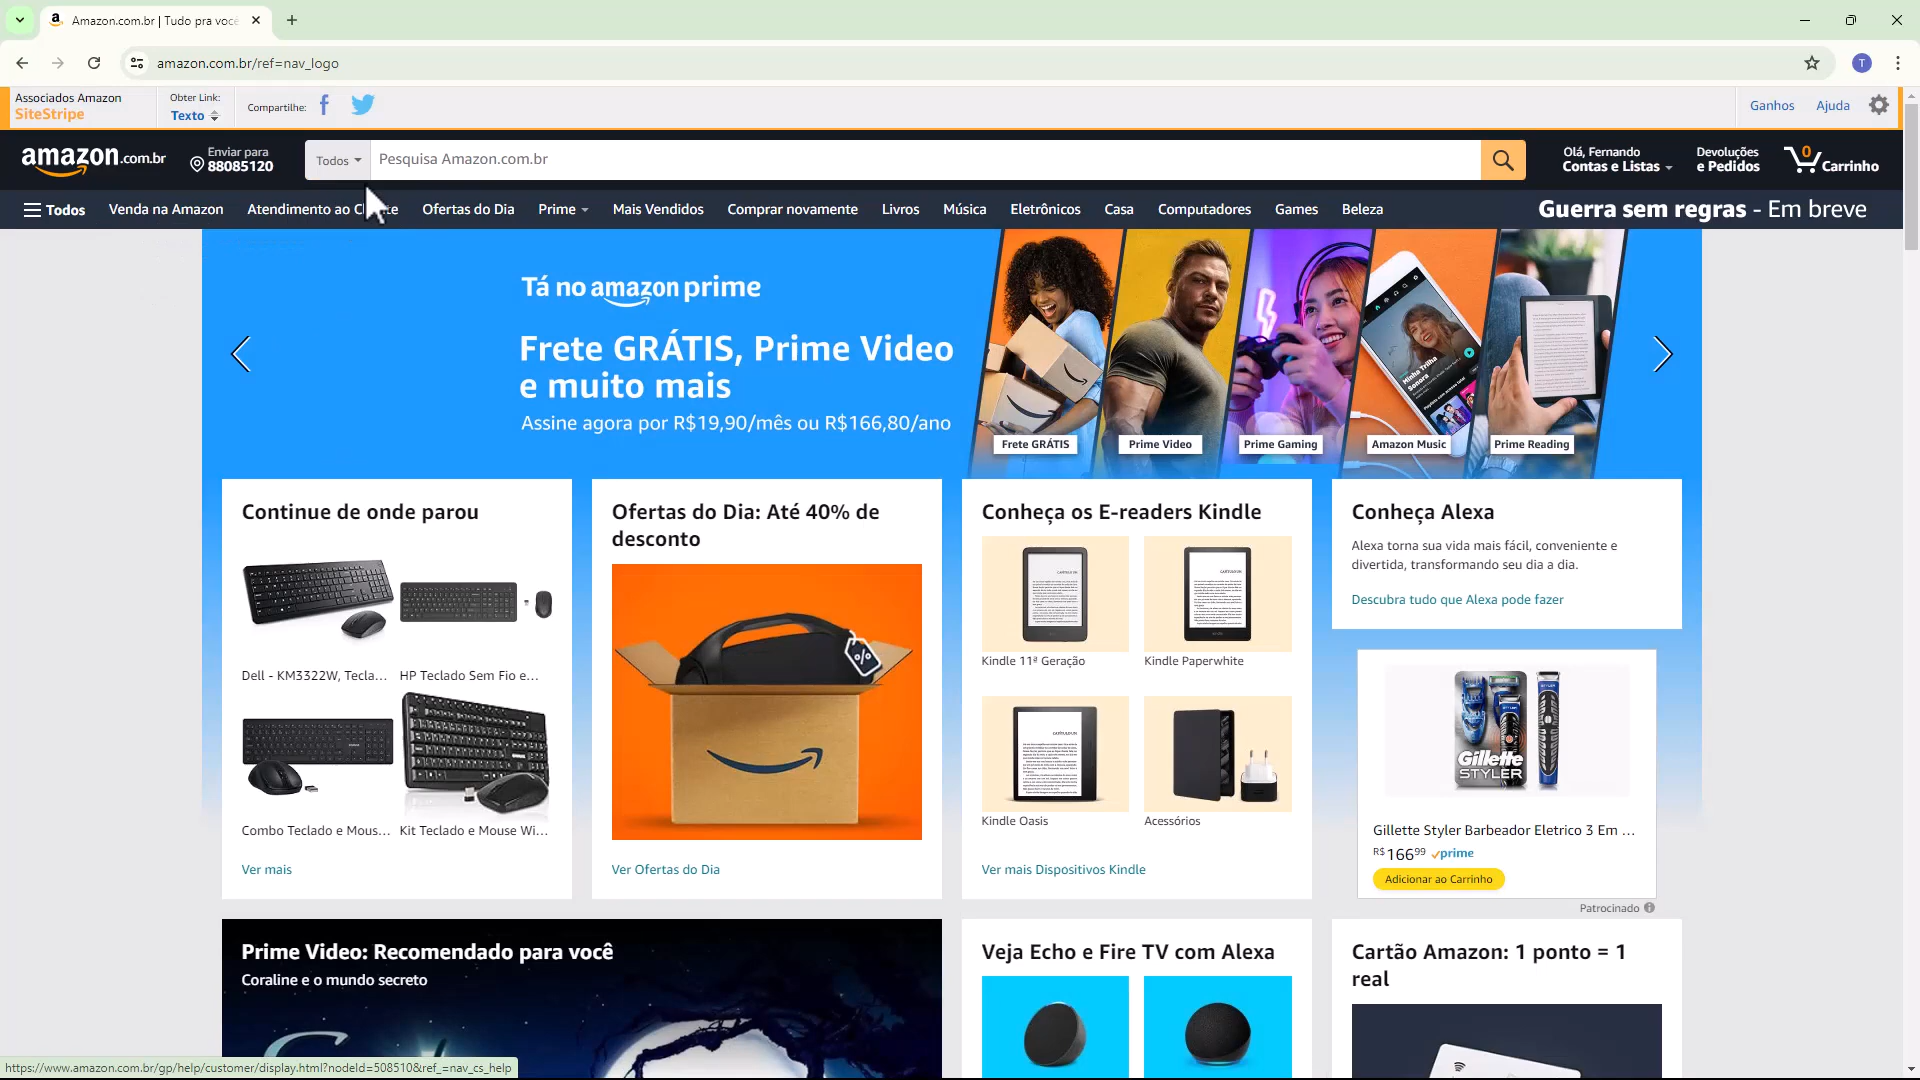 Amazon.com.br | Tudo pra você
amazon.com.br/ref=nav_logo
Associados Amazon
SiteStripe
Obter Link:
Texto
Compartilhe:
Ganhos
Ajuda
amazon.com.br
Enviar para
88085120
Todos
Pesquisa Amazon.com.br
Olá, Fernando
Contas e Listas
Devoluções
e Pedidos
0
Carrinho
Todos
Venda na Amazon
Atendimento ao C te
Ofertas do Dia
Prime
Mais Vendidos
Comprar novamente
Livros
Música
Eletrônicos
Casa
Computadores
Games
Beleza
Guerra sem regras - Em breve
Tá no amazon prime
Frete GRÁTIS, Prime Video
e muito mais
Assine agora por R$19,90/mês ou R$166,80/ano
Minha Trilha
Sonora
Frete GRÁTIS
Prime Video
Prime Gaming
Amazon Music
Prime Reading
Continue de onde parou
Dell - KM3322W, Tecla...
HP Teclado Sem Fio e...
Combo Teclado e Mous...
Kit Teclado e Mouse Wi...
Ver mais
Ofertas do Dia: Até 40% de
desconto
%
Ver Ofertas do Dia
Conheça os E-readers Kindle
Kindle 11ª Geração
Kindle Paperwhite
Kindle Oasis
Acessórios
Ver mais Dispositivos Kindle
Conheça Alexa
Alexa torna sua vida mais fácil, conveniente e
divertida, transformando seu dia a dia.
Descubra tudo que Alexa pode fazer
Gillette
STYLER
Gillette Styler Barbeador Eletrico 3 Em ...
R$ 166 99 prime
Adicionar ao Carrinho
Patrocinado
Prime Video: Recomendado para você
Coraline e o mundo secreto
Veja Echo e Fire TV com Alexa
Cartão Amazon: 1 ponto = 1
real
https://www.amazon.com.br/gp/help/customer/display.html?nodeId=508510&ref_=nav_cs_help
T